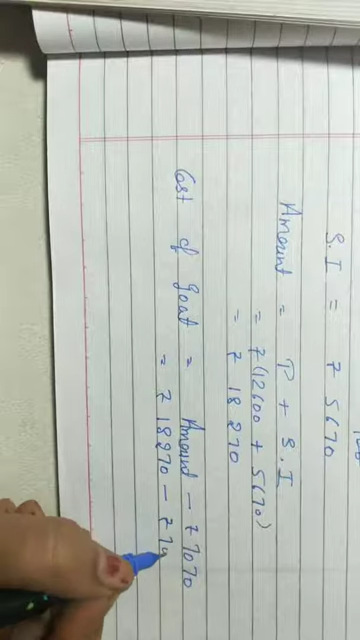 S.I = ₹ 5670
Amount = P + S.I
= ₹(12600 + 5670)
= ₹ 18270
Cost of goat = Amount - ₹ 7070
= ₹ 18270 - ₹ 70